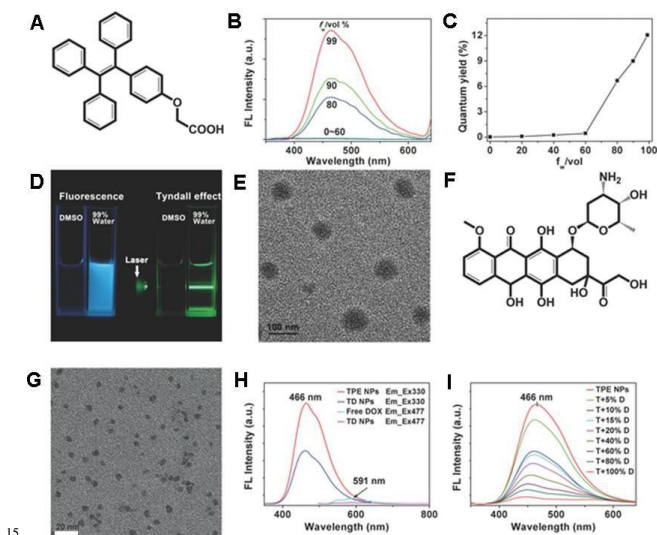 A
COOH
B
f_w/vol %
99
90
80
0~60
FL Intensity (a.u.)
400 500 600
Wavelength (nm)
C
Quantum yield (%)
12
8
4
0
0 20 40 60 80 100
f_w/vol
D
Fluorescence
DMSO
99% Water
Laser
Tyndall effect
DMSO
99% Water
E
100 nm
F
NH2
OH
O
O
O
O
OH
OH
OH
OH
O
OH
G
20 nm
H
466 nm
TPE NPs Em_Ex330
TD NPs Em_Ex330
Free DOX Em_Ex477
TD NPs Em_Ex477
591 nm
FL Intensity (a.u.)
400 600 800
Wavelength (nm)
I
466 nm
TPE NPs
T+5% D
T+10% D
T+15% D
T+20% D
T+40% D
T+60% D
T+80% D
T+100% D
FL Intensity (a.u.)
400 500 600
Wavelength (nm)
15